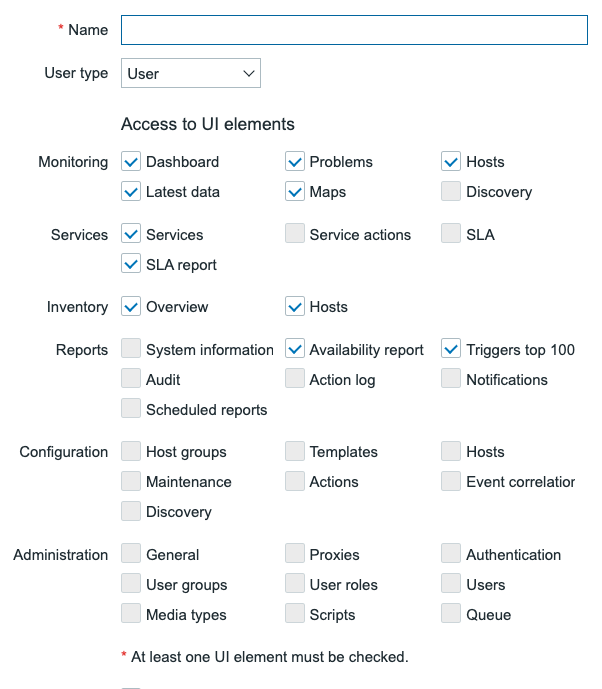 * Name
User type User
Access to UI elements
Monitoring Dashboard Problems Hosts
Latest data Maps Discovery
Services Services Service actions SLA
SLA report
Inventory Overview Hosts
Reports System information Availability report Triggers top 100
Audit Action log Notifications
Scheduled reports
Configuration Host groups Templates Hosts
Maintenance Actions Event correlation
Discovery
Administration General Proxies Authentication
User groups User roles Users
Media types Scripts Queue
* At least one UI element must be checked.